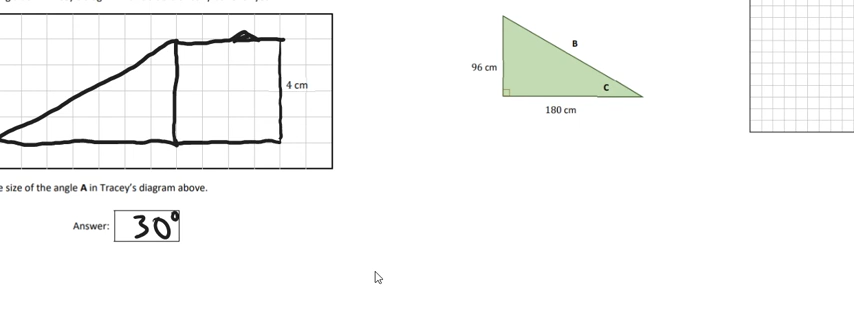 4 cm
e size of the angle A in Tracey's diagram above.
Answer: 30°
B
96 cm
C
180 cm